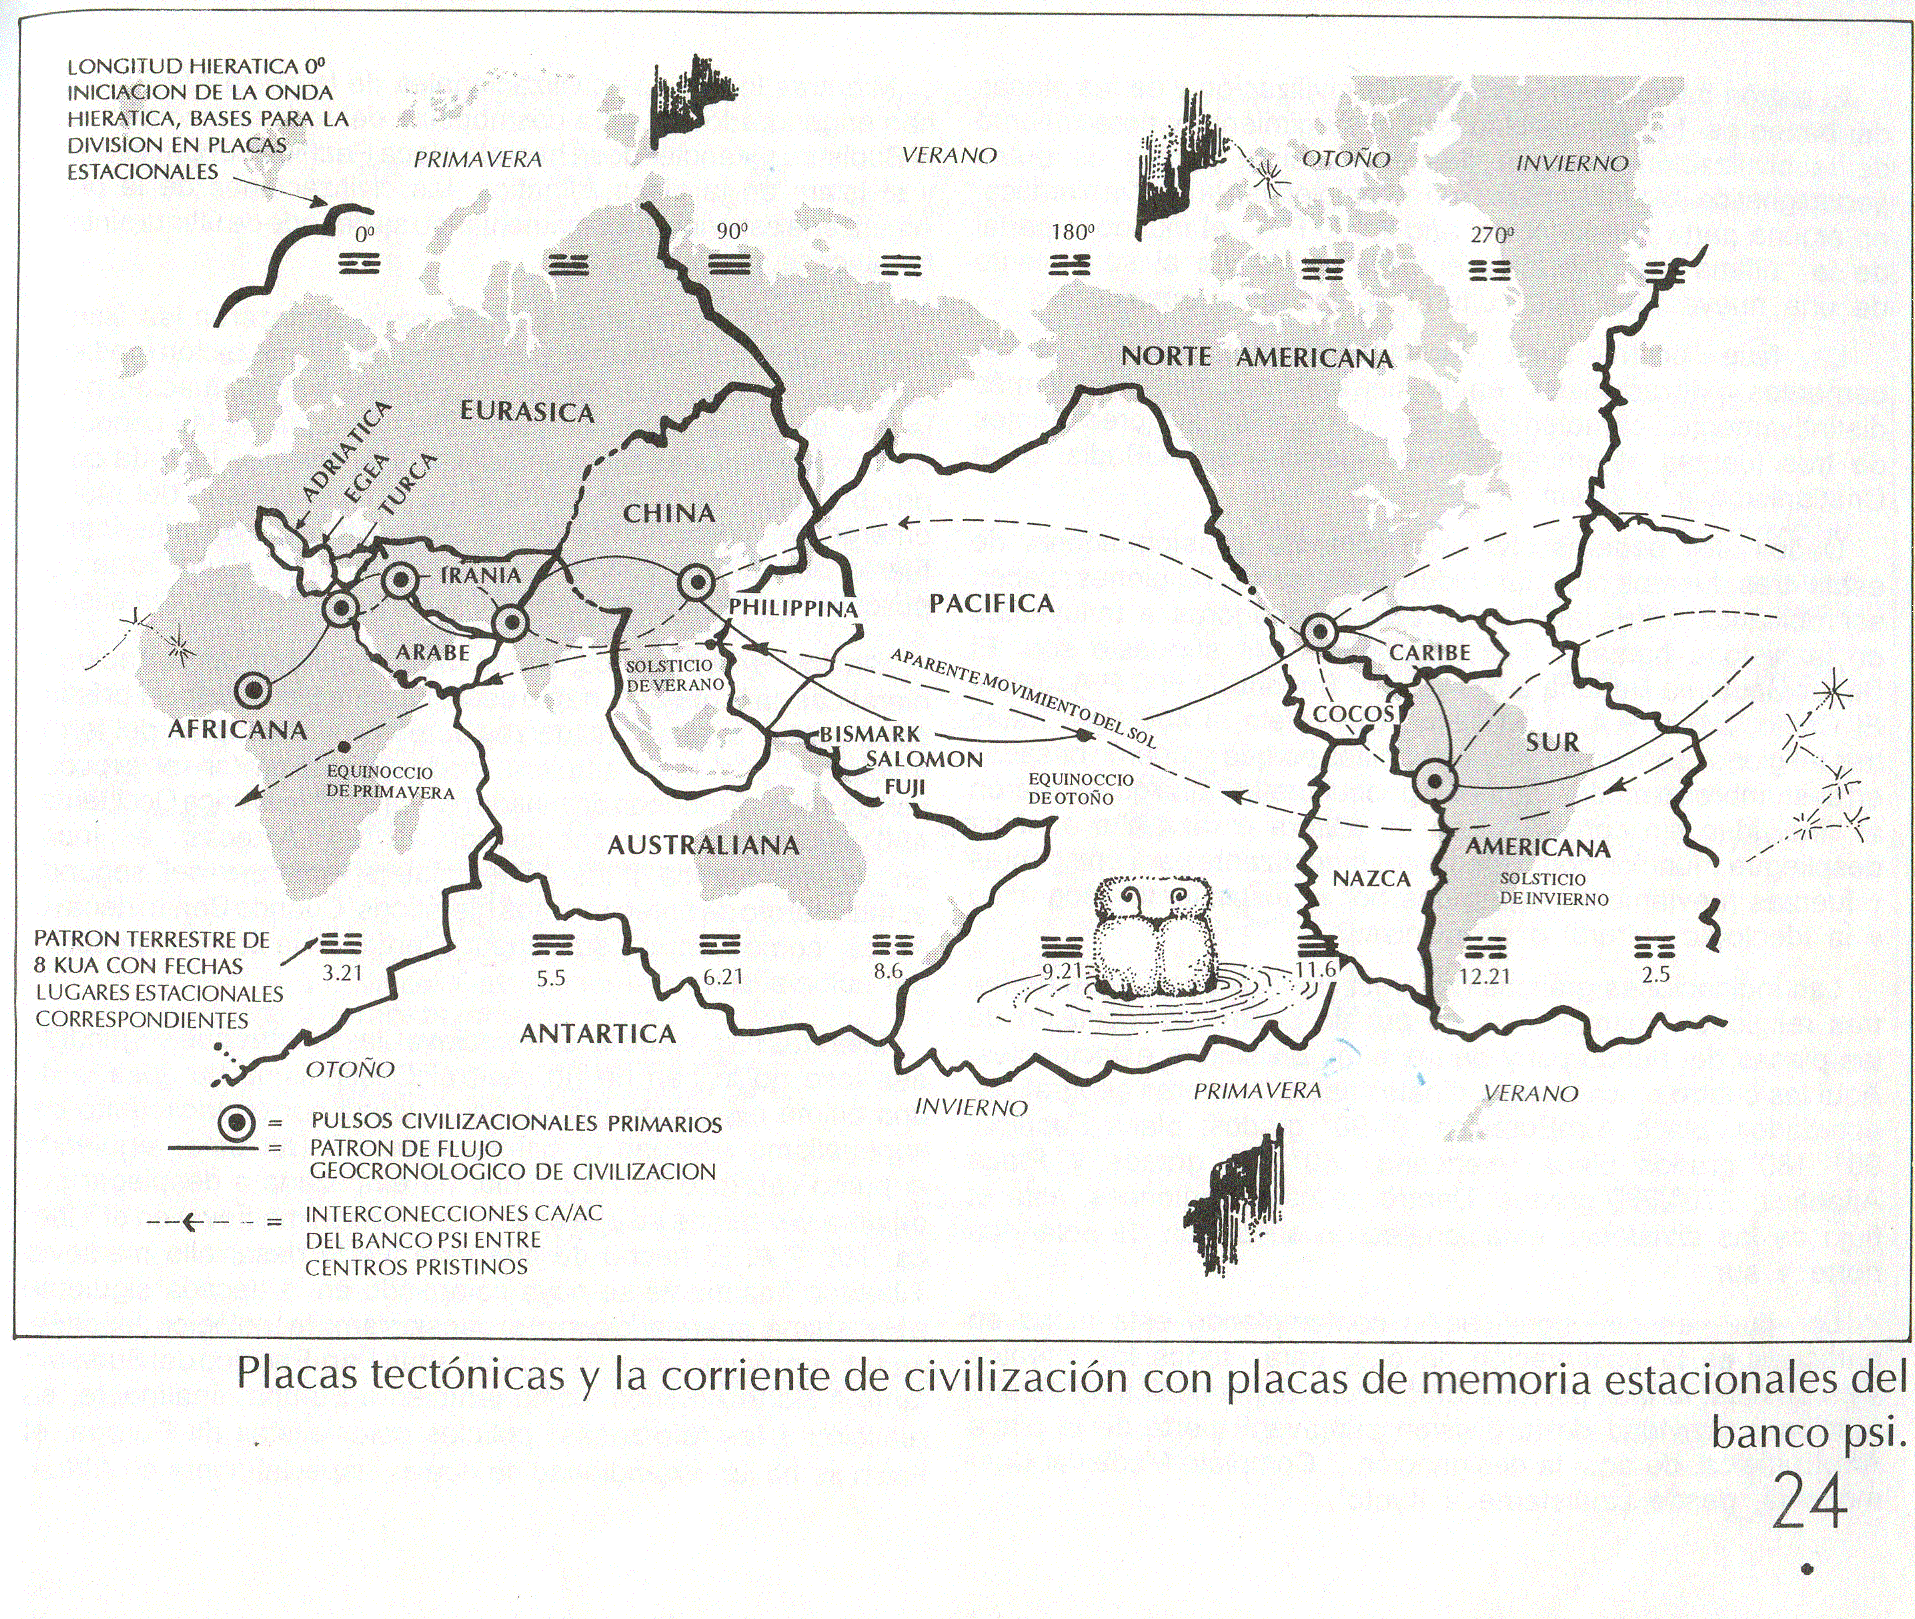 LONGITUD HIERATICA 0º
INICIACION DE LA ONDA
HIERATICA, BASES PARA LA
DIVISION EN PLACAS
ESTACIONALES
PRIMAVERA
VERANO
OTOÑO
INVIERNO
0º
90º
180º
270º
NORTE AMERICANA
EURASICA
ADRIATICA
EGEA
TURCA
CHINA
IRANIA
PHILIPPINA
PACIFICA
ARABE
SOLSTICIO
DE VERANO
APARENTE MOVIMIENTO DEL SOL
CARIBE
COCOS
AFRICANA
BISMARK
SALOMON
FUJI
SUR
EQUINOCCIO
DE PRIMAVERA
EQUINOCCIO
DE OTOÑO
AUSTRALIANA
AMERICANA
NAZCA
SOLSTICIO
DE INVIERNO
PATRON TERRESTRE DE
8 KUA CON FECHAS
LUGARES ESTACIONALES
CORRESPONDIENTES
3.21
5.5
6.21
8.6
9.21
11.6
12.21
2.5
ANTARTICA
OTOÑO
INVIERNO
PRIMAVERA
VERANO
= PULSOS CIVILIZACIONALES PRIMARIOS
= PATRON DE FLUJO
GEOCRONOLOGICO DE CIVILIZACION
= INTERCONECCIONES CA/AC
DEL BANCO PSI ENTRE
CENTROS PRISTINOS
Placas tectónicas y la corriente de civilización con placas de memoria estacionales del
banco psi.
24